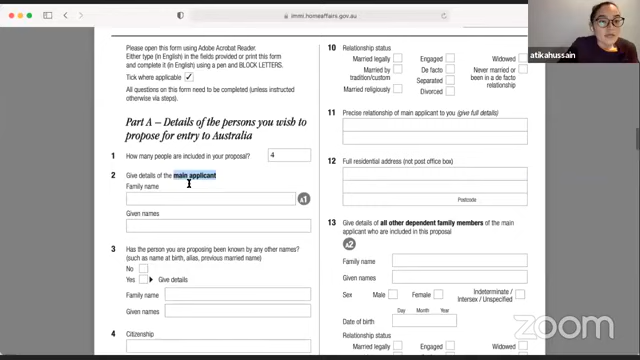 immi.homeaffairs.gov.au
atikahussain
Please open this form using Adobe Acrobat Reader.
Either type (in English) in the fields provided or print this form
and complete it (in English) using a pen and BLOCK LETTERS.
Tick where applicable ✓
All questions on this form need to be completed (unless instructed
otherwise via steps).
Part A – Details of the persons you wish to
propose for entry to Australia
1 How many people are included in your proposal? 4
2 Give details of the main applicant
Family name
A1
Given names
3 Has the person you are proposing been known by any other names?
(such as name at birth, alias, previous married name)
No
Yes Give details
Family name
Given names
4 Citizenship
10 Relationship status
Married legally Engaged Widowed
Married by tradition/custom De facto Never married or been in a de facto relationship
Separated
Married religiously Divorced
11 Precise relationship of main applicant to you (give full details)
12 Full residential address (not post office box)
Postcode
13 Give details of all other dependent family members of the main
applicant who are included in this proposal
A2
Family name
Given names
Sex Male Female Indeterminate / Intersex / Unspecified
Day Month Year
Date of birth
Relationship status
Married legally Engaged Widowed
zoom